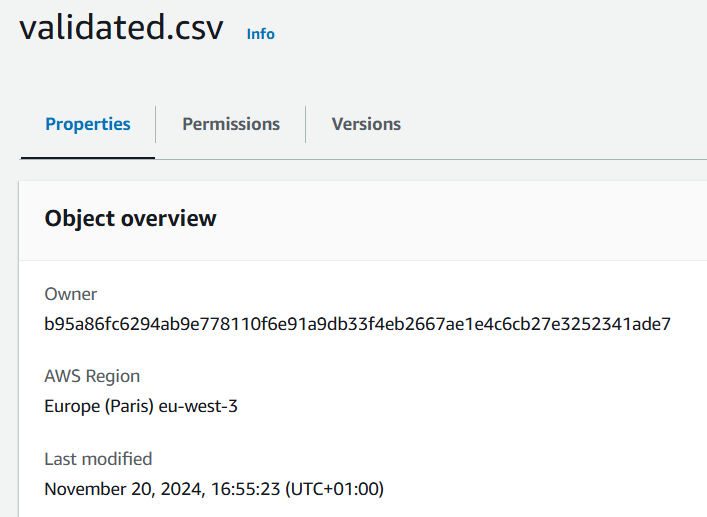 validated.csv Info
Properties Permissions Versions
Object overview
Owner
b95a86fc6294ab9e778110f6e91a9db33f4eb2667ae1e4c6cb27e3252341ade7
AWS Region
Europe (Paris) eu-west-3
Last modified
November 20, 2024, 16:55:23 (UTC+01:00)